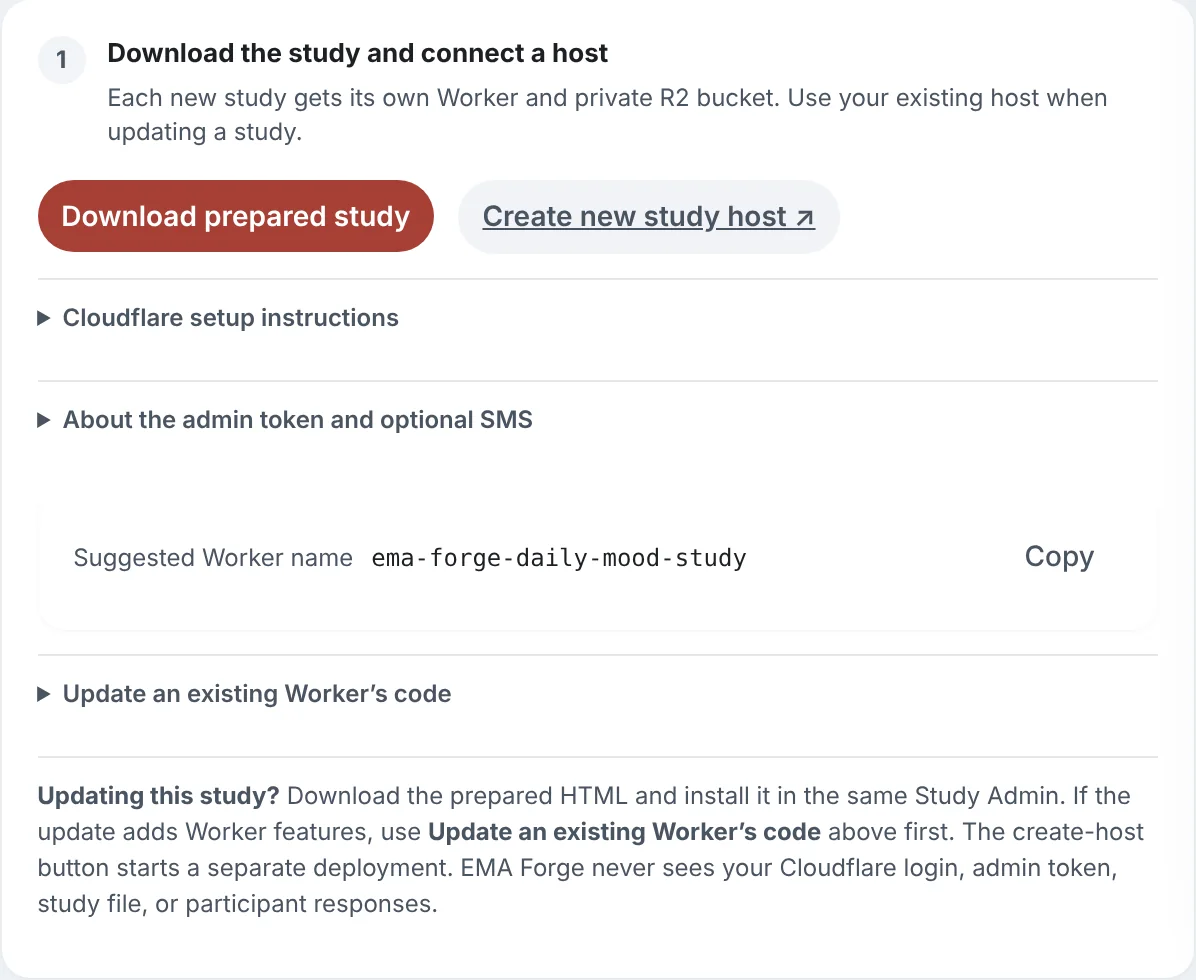 1
Download the study and connect a host
Each new study gets its own Worker and private R2 bucket. Use your existing host when
updating a study.
Download prepared study
Create new study host ↗
▶ Cloudflare setup instructions
▶ About the admin token and optional SMS
Suggested Worker name ema-forge-daily-mood-study Copy
▶ Update an existing Worker’s code
Updating this study? Download the prepared HTML and install it in the same Study Admin. If the
update adds Worker features, use Update an existing Worker’s code above first. The create-host
button starts a separate deployment. EMA Forge never sees your Cloudflare login, admin token,
study file, or participant responses.